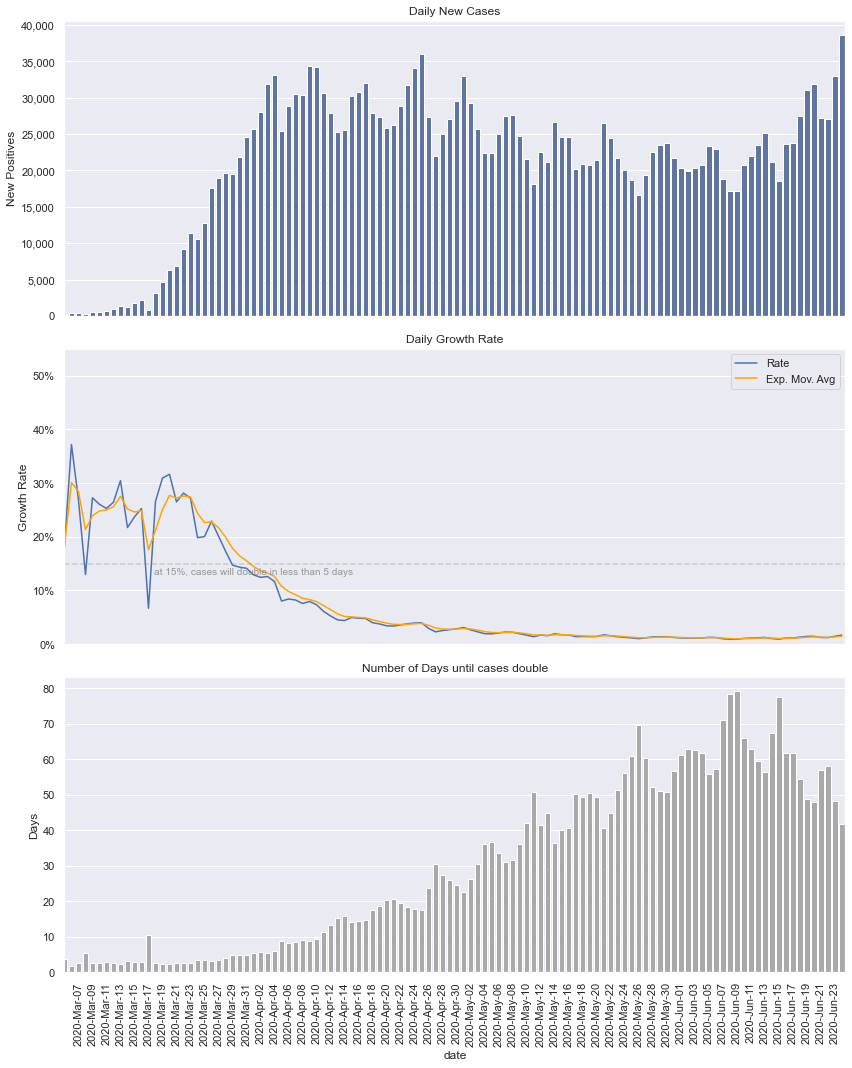 Daily New Cases
40,000
35,000
30,000
25,000
20,000
15,000
10,000
5,000
0
New Positives
Daily Growth Rate
50%
40%
30%
20%
10%
0%
Growth Rate
Rate
Exp. Mov. Avg
at 15%, cases will double in less than 5 days
Number of Days until cases double
80
70
60
50
40
30
20
10
0
Days
2020-Mar-07
2020-Mar-09
2020-Mar-11
2020-Mar-13
2020-Mar-15
2020-Mar-17
2020-Mar-19
2020-Mar-21
2020-Mar-23
2020-Mar-25
2020-Mar-27
2020-Mar-29
2020-Mar-31
2020-Apr-02
2020-Apr-04
2020-Apr-06
2020-Apr-08
2020-Apr-10
2020-Apr-12
2020-Apr-14
2020-Apr-16
2020-Apr-18
2020-Apr-20
2020-Apr-22
2020-Apr-24
2020-Apr-26
2020-Apr-28
2020-Apr-30
2020-May-02
2020-May-04
2020-May-06
2020-May-08
2020-May-10
2020-May-12
2020-May-14
2020-May-16
2020-May-18
2020-May-20
2020-May-22
2020-May-24
2020-May-26
2020-May-28
2020-May-30
2020-Jun-01
2020-Jun-03
2020-Jun-05
2020-Jun-07
2020-Jun-09
2020-Jun-11
2020-Jun-13
2020-Jun-15
2020-Jun-17
2020-Jun-19
2020-Jun-21
2020-Jun-23
date